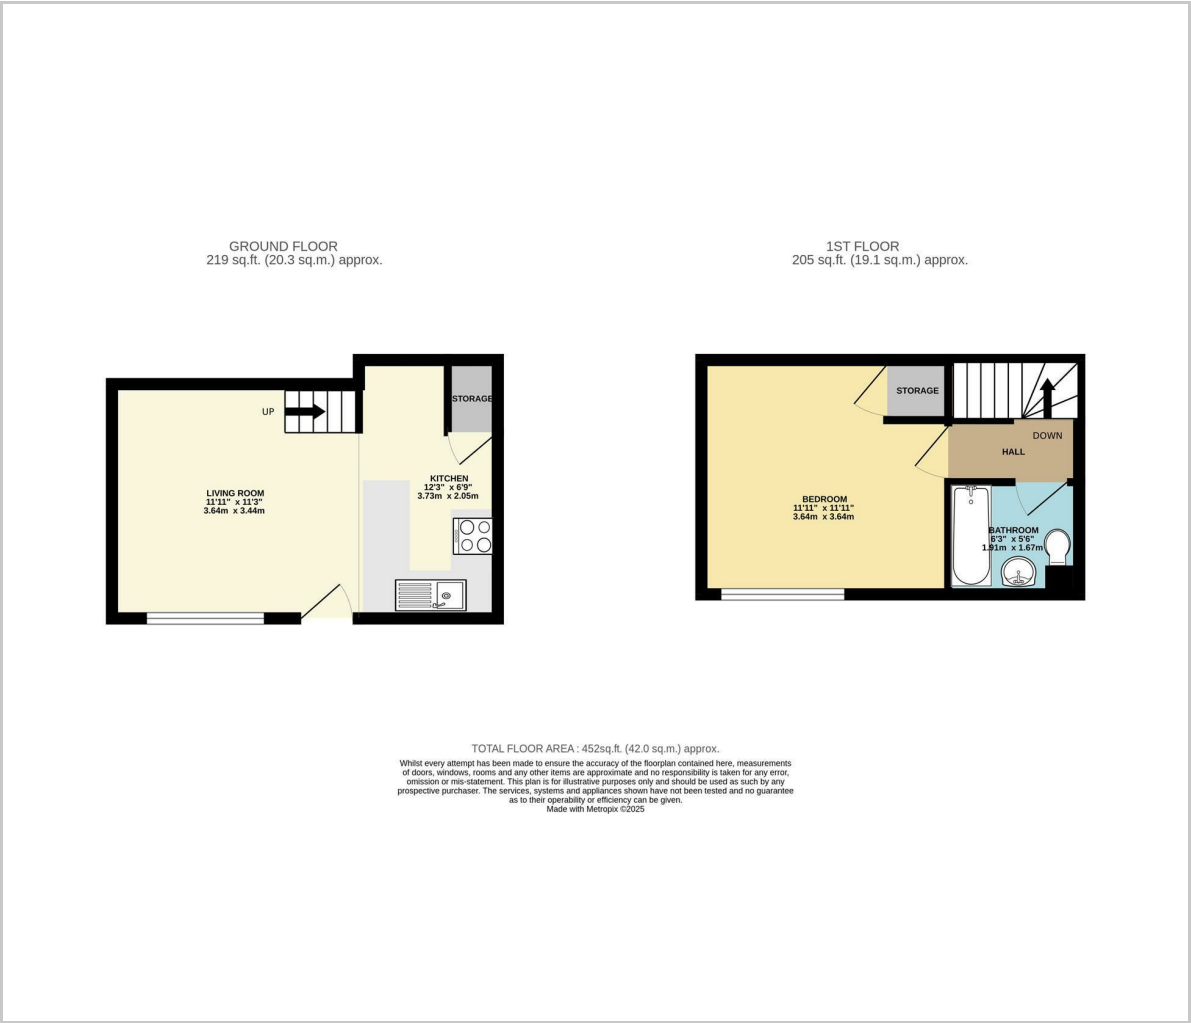 GROUND FLOOR
219 sq.ft. (20.3 sq.m.) approx.
1ST FLOOR
205 sq.ft. (19.1 sq.m.) approx.
UP
STORAGE
LIVING ROOM
11'11" x 11'3"
3.64m x 3.44m
KITCHEN
12'3" x 6'9"
3.73m x 2.05m
STORAGE
DOWN
HALL
BEDROOM
11'11" x 11'11"
3.64m x 3.64m
BATHROOM
6'3" x 5'6"
1.91m x 1.67m
TOTAL FLOOR AREA : 452sq.ft. (42.0 sq.m.) approx.
Whilst every attempt has been made to ensure the accuracy of the floorplan contained here, measurements
of doors, windows, rooms and any other items are approximate and no responsibility is taken for any error,
omission or mis-statement. This plan is for illustrative purposes only and should be used as such by any
prospective purchaser. The services, systems and appliances shown have not been tested and no guarantee
as to their operability or efficiency can be given.
Made with Metropix ©2025